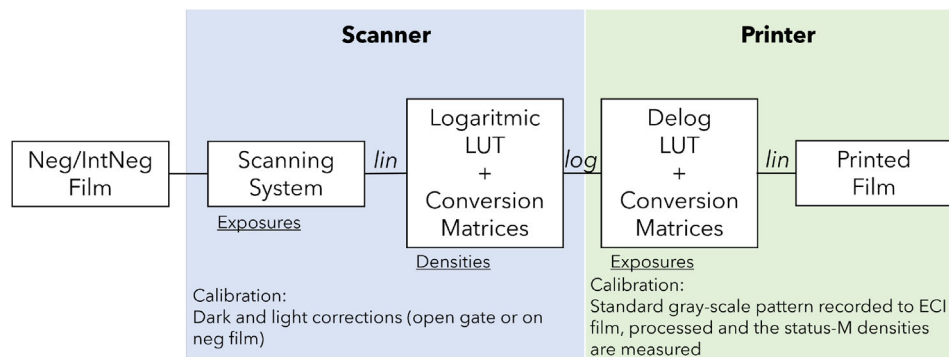 Scanner
Printer
Neg/IntNeg
Film
Scanning
System
Exposures
lin
Logaritmic
LUT
+
Conversion
Matrices
Densities
log
Delog
LUT
+
Conversion
Matrices
Exposures
lin
Printed
Film
Calibration:
Dark and light corrections (open gate or on
neg film)
Calibration:
Standard gray-scale pattern recorded to ECI
film, processed and the status-M densities
are measured